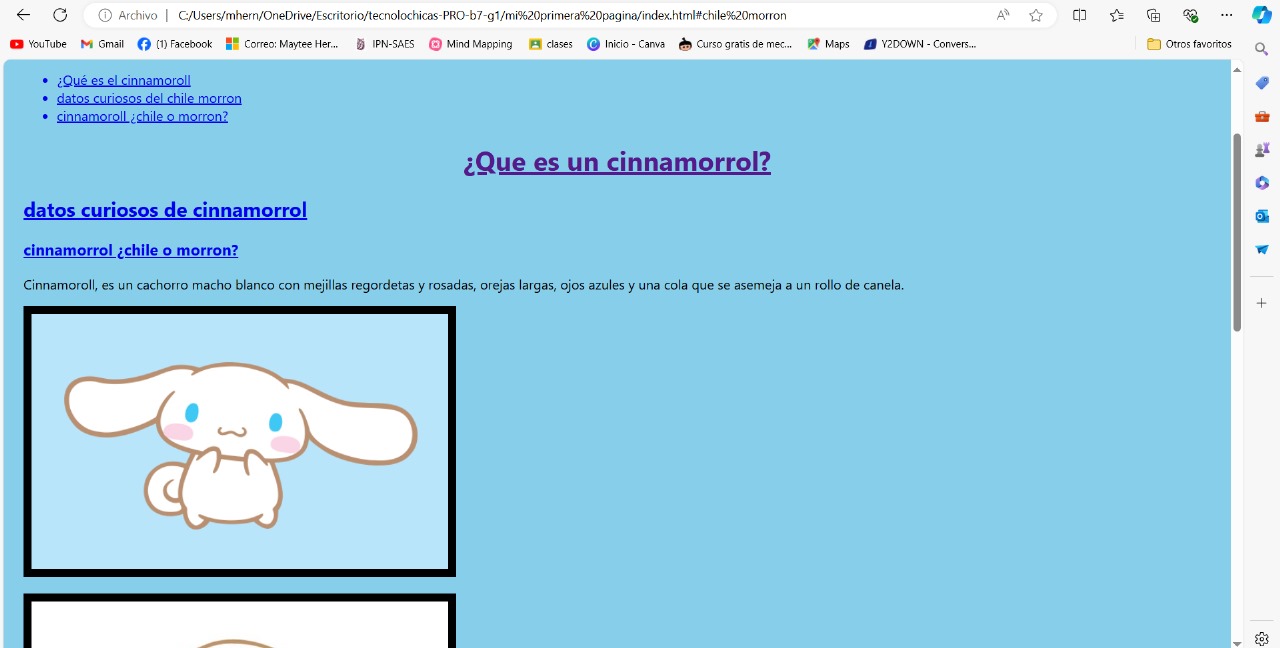 Archivo | C:/Users/mhern/OneDrive/Escritorio/tecnolochicas-PRO-b7-g1/mi%20primera%20pagina/index.html#chile%20morron
YouTube Gmail (1) Facebook Correo: Maytee Her... IPN-SAES Mind Mapping clases Inicio - Canva Curso gratis de mec... Maps Y2DOWN - Convers... Otros favoritos
¿Qué es el cinnamoroll
datos curiosos del chile morron
cinnamoroll ¿chile o morron?
¿Que es un cinnamorrol?
datos curiosos de cinnamorrol
cinnamorrol ¿chile o morron?
Cinnamoroll, es un cachorro macho blanco con mejillas regordetas y rosadas, orejas largas, ojos azules y una cola que se asemeja a un rollo de canela.